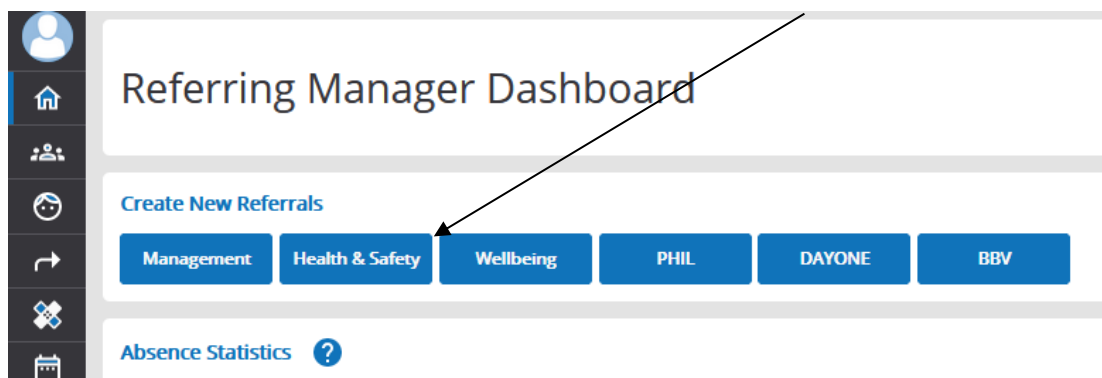 Referring Manager Dashboard
Create New Referrals
Management Health & Safety Wellbeing PHIL DAYONE BBV
Absence Statistics ?